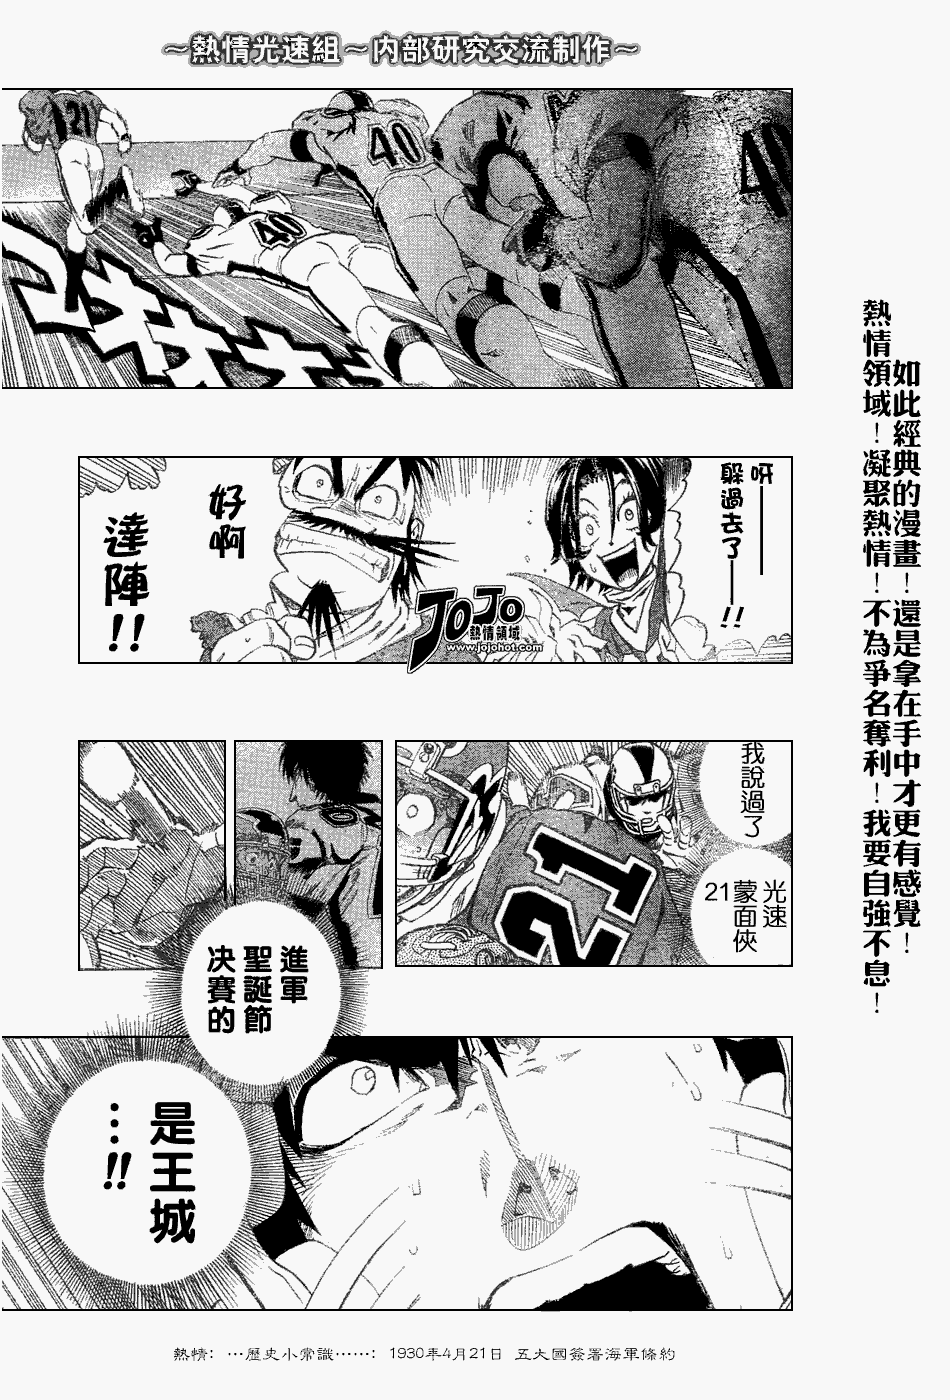 ～熱情光速組～內部研究交流制作～
21
40
40
40
呀——
躲過去了——!!
好啊
達陣!!
JOJO
熱情領域
www.jojohot.com
我說過了
光速
蒙面俠
21
21
進軍
聖誕節
決賽的
是王城
…!!
如此經典的漫畫！還是拿在手中才更有感覺！
熱情領域！凝聚熱情！不為爭名奪利！我要自強不息！
熱情：…歷史小常識……：1930年4月21日 五大國簽署海軍條約